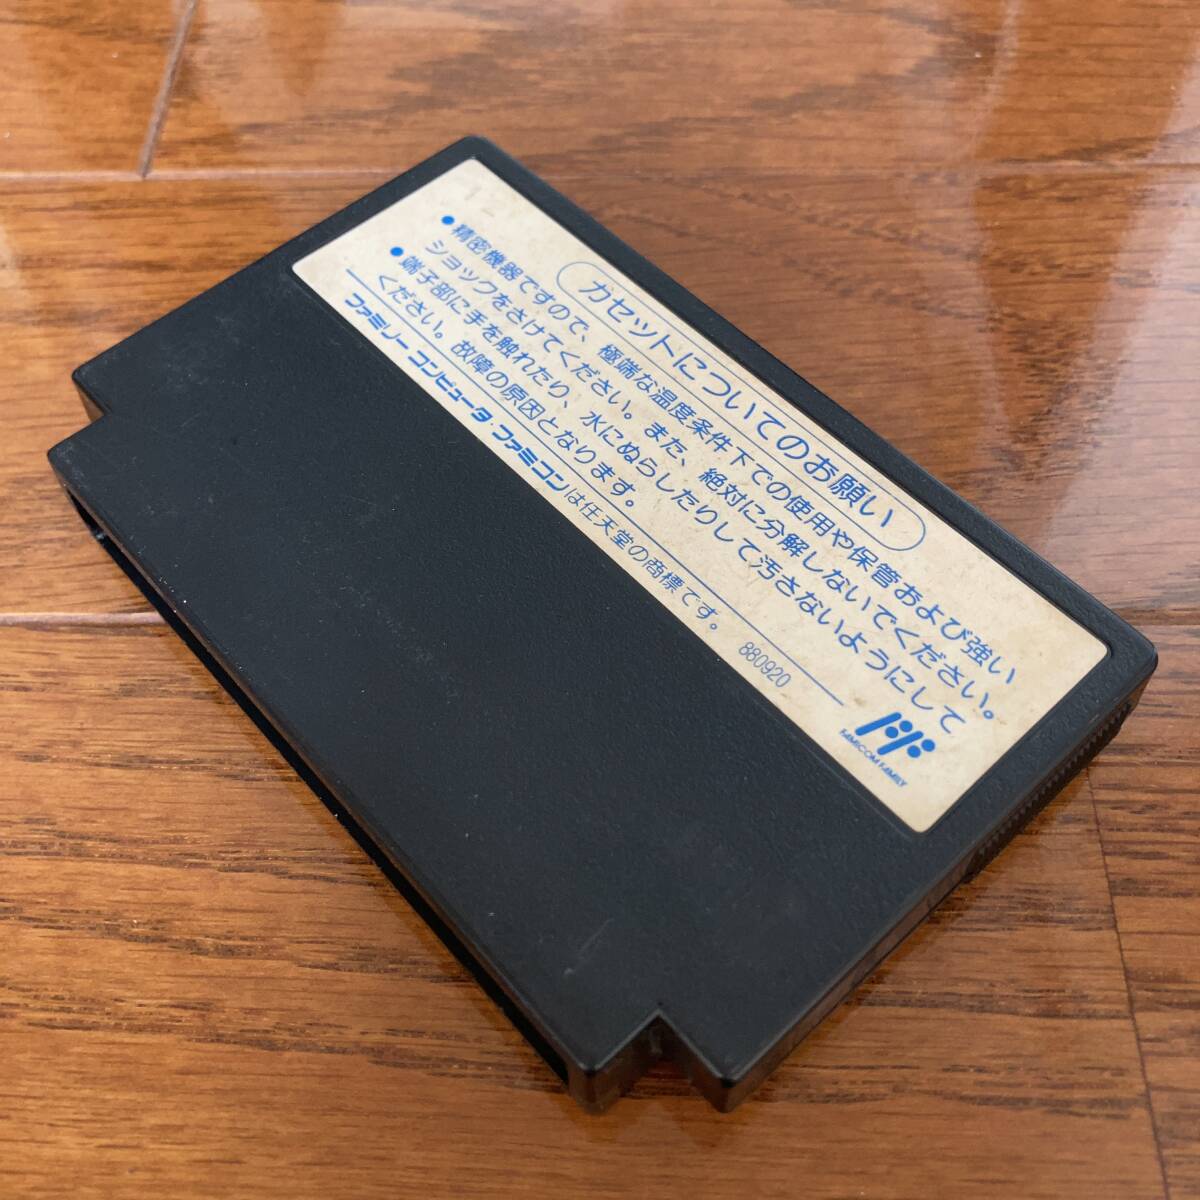 カセットについてのお願い
●精密機器ですので、極端な温度条件下での使用や保管および強い
ショックをさけてください。また、絶対に分解しないでください。
●端子部に手を触れたり、水にぬらしたりして汚さないようにして
ください。故障の原因となります。
ファミリーコンピュータ・ファミコンは任天堂の商標です。
880920
FAMICOM FAMILY